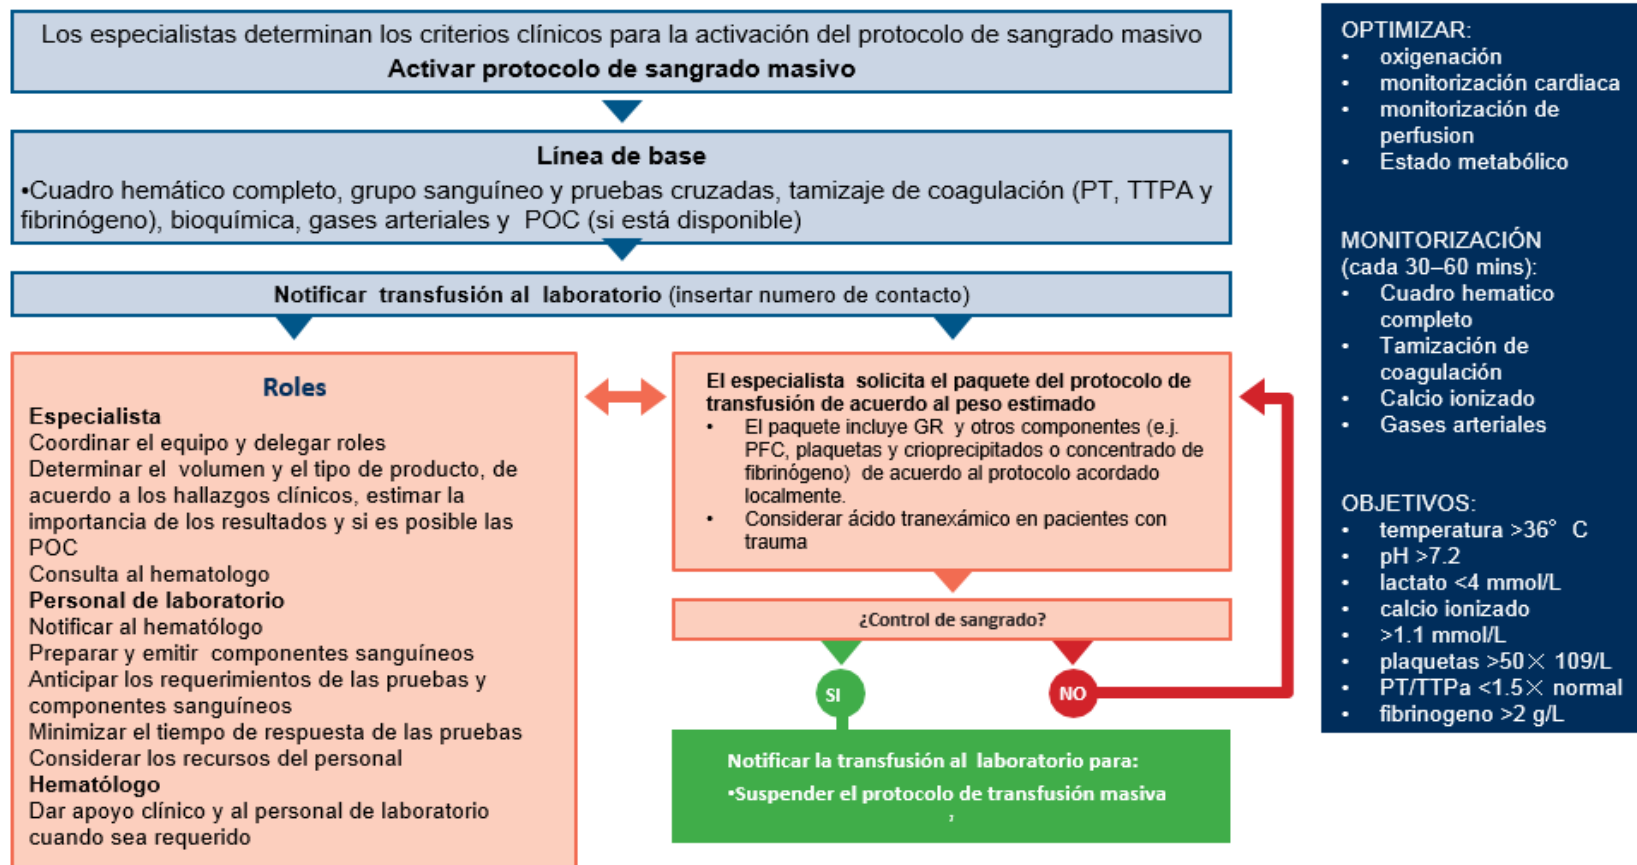 Los especialistas determinan los criterios clínicos para la activación del protocolo de sangrado masivo
Activar protocolo de sangrado masivo
Línea de base
•Cuadro hemático completo, grupo sanguíneo y pruebas cruzadas, tamizaje de coagulación (PT, TTPA y
fibrinógeno), bioquímica, gases arteriales y POC (si está disponible)
Notificar transfusión al laboratorio (insertar numero de contacto)
Roles
Especialista
Coordinar el equipo y delegar roles
Determinar el volumen y el tipo de producto, de
acuerdo a los hallazgos clínicos, estimar la
importancia de los resultados y si es posible las
POC
Consulta al hematologo
Personal de laboratorio
Notificar al hematólogo
Preparar y emitir componentes sanguíneos
Anticipar los requerimientos de las pruebas y
componentes sanguíneos
Minimizar el tiempo de respuesta de las pruebas
Considerar los recursos del personal
Hematólogo
Dar apoyo clínico y al personal de laboratorio
cuando sea requerido
El especialista solicita el paquete del protocolo de
transfusión de acuerdo al peso estimado
• El paquete incluye GR y otros componentes (e.j.
PFC, plaquetas y crioprecipitados o concentrado de
fibrinógeno) de acuerdo al protocolo acordado
localmente.
• Considerar ácido tranexámico en pacientes con
trauma
¿Control de sangrado?
SI
NO
Notificar la transfusión al laboratorio para:
•Suspender el protocolo de transfusión masiva
,
OPTIMIZAR:
• oxigenación
• monitorización cardiaca
• monitorización de
perfusion
• Estado metabólico
MONITORIZACIÓN
(cada 30–60 mins):
• Cuadro hematico
completo
• Tamización de
coagulación
• Calcio ionizado
• Gases arteriales
OBJETIVOS:
• temperatura >36° C
• pH >7.2
• lactato <4 mmol/L
• calcio ionizado
• >1.1 mmol/L
• plaquetas >50× 109/L
• PT/TTPa <1.5× normal
• fibrinogeno >2 g/L